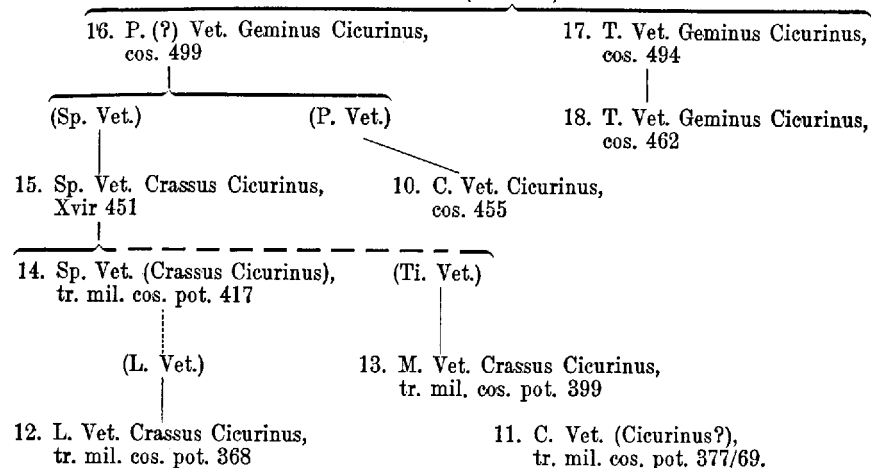 16. P. (?) Vet. Geminus Cicurinus,
cos. 499
17. T. Vet. Geminus Cicurinus,
cos. 494
(Sp. Vet.)
(P. Vet.)
18. T. Vet. Geminus Cicurinus,
cos. 462
15. Sp. Vet. Crassus Cicurinus,
Xvir 451
10. C. Vet. Cicurinus,
cos. 455
14. Sp. Vet. (Crassus Cicurinus),
tr. mil. cos. pot. 417
(Ti. Vet.)
(L. Vet.)
13. M. Vet. Crassus Cicurinus,
tr. mil. cos. pot. 399
12. L. Vet. Crassus Cicurinus,
tr. mil. cos. pot. 368
11. C. Vet. (Cicurinus?),
tr. mil. cos. pot. 377/69.